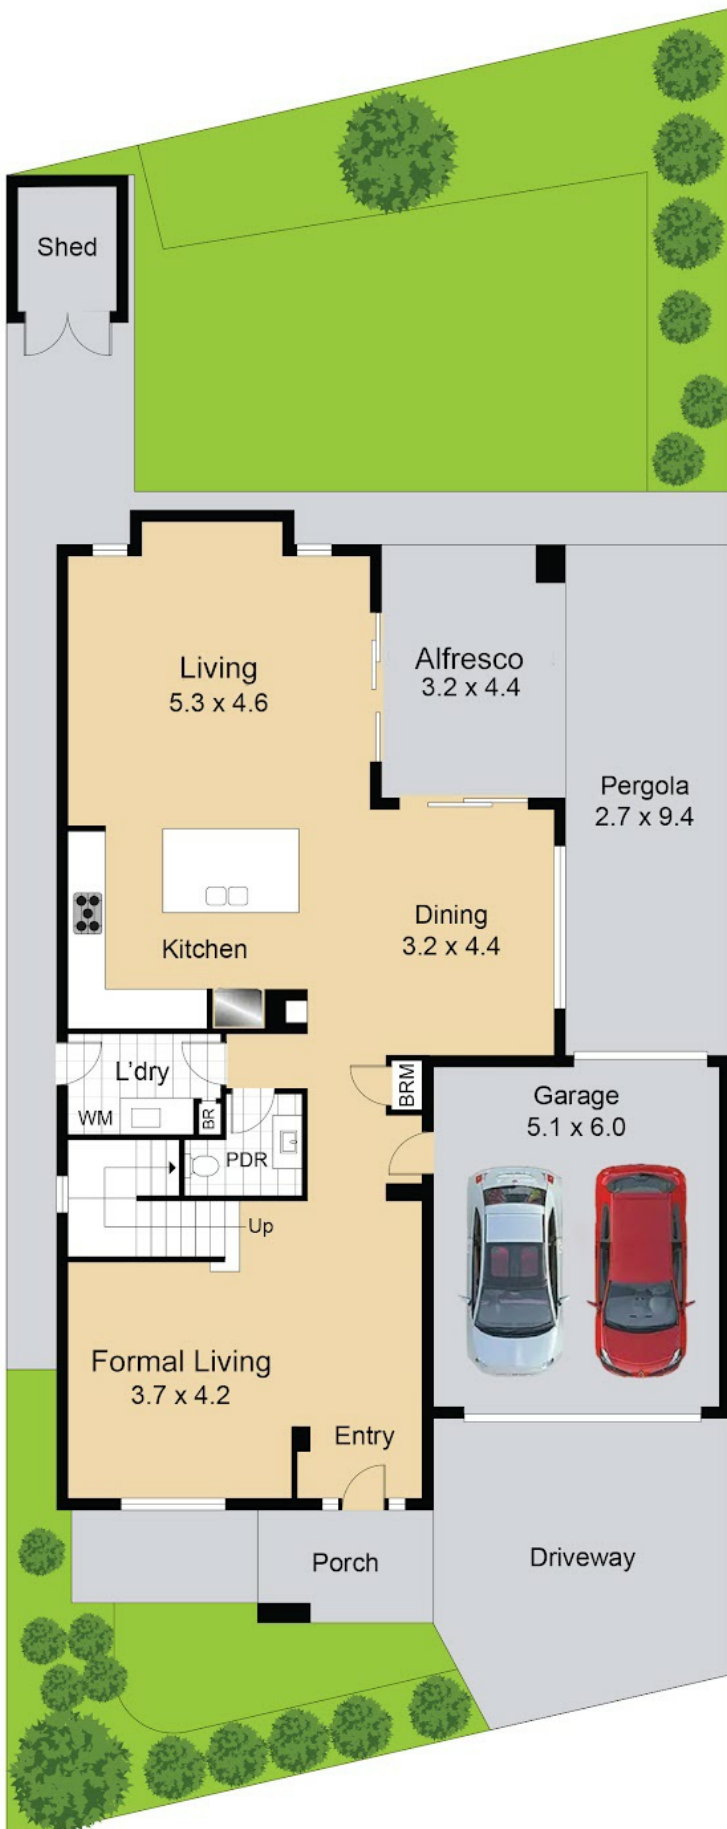 Shed
Living
5.3 x 4.6
Alfresco
3.2 x 4.4
Pergola
2.7 x 9.4
Dining
3.2 x 4.4
Kitchen
L'dry
WM
BR
PDR
BRM
Garage
5.1 x 6.0
Up
Formal Living
3.7 x 4.2
Entry
Porch
Driveway